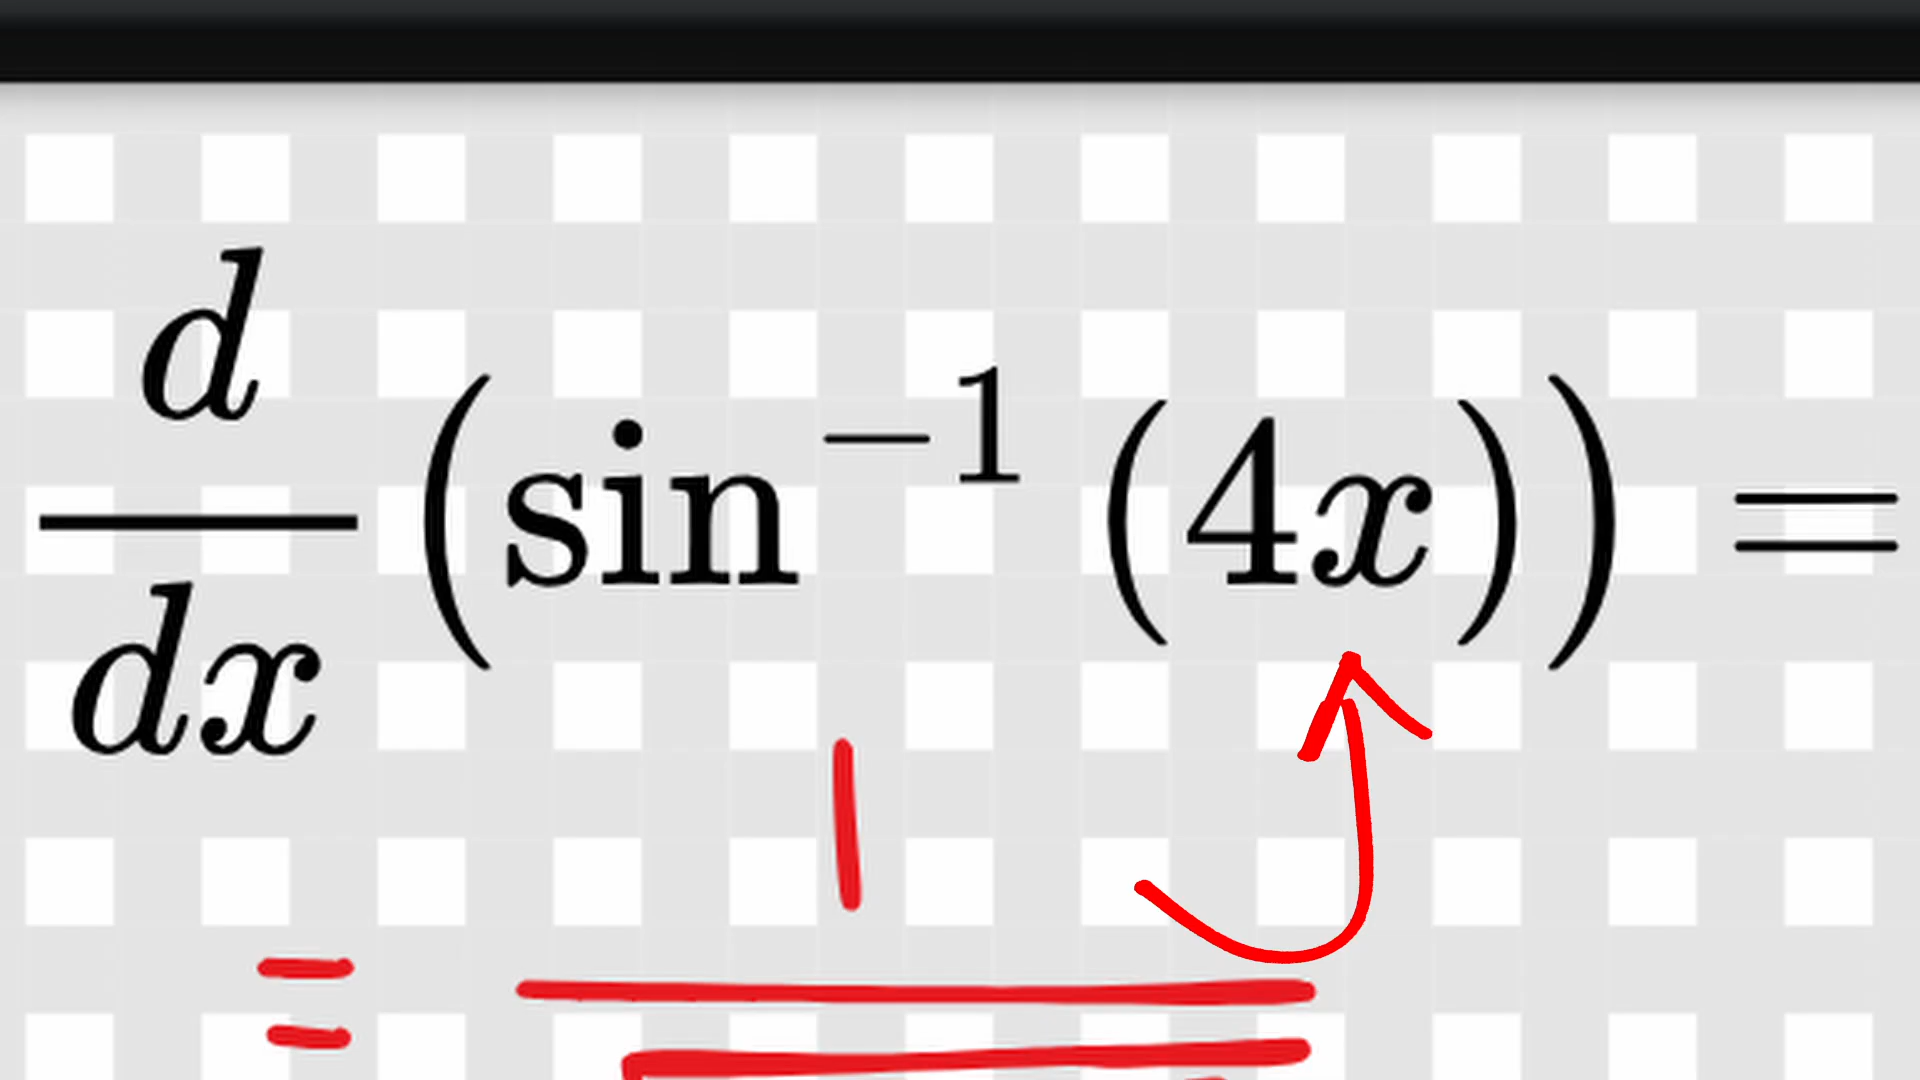 d/dx (sin⁻¹ (4x)) =
1
=